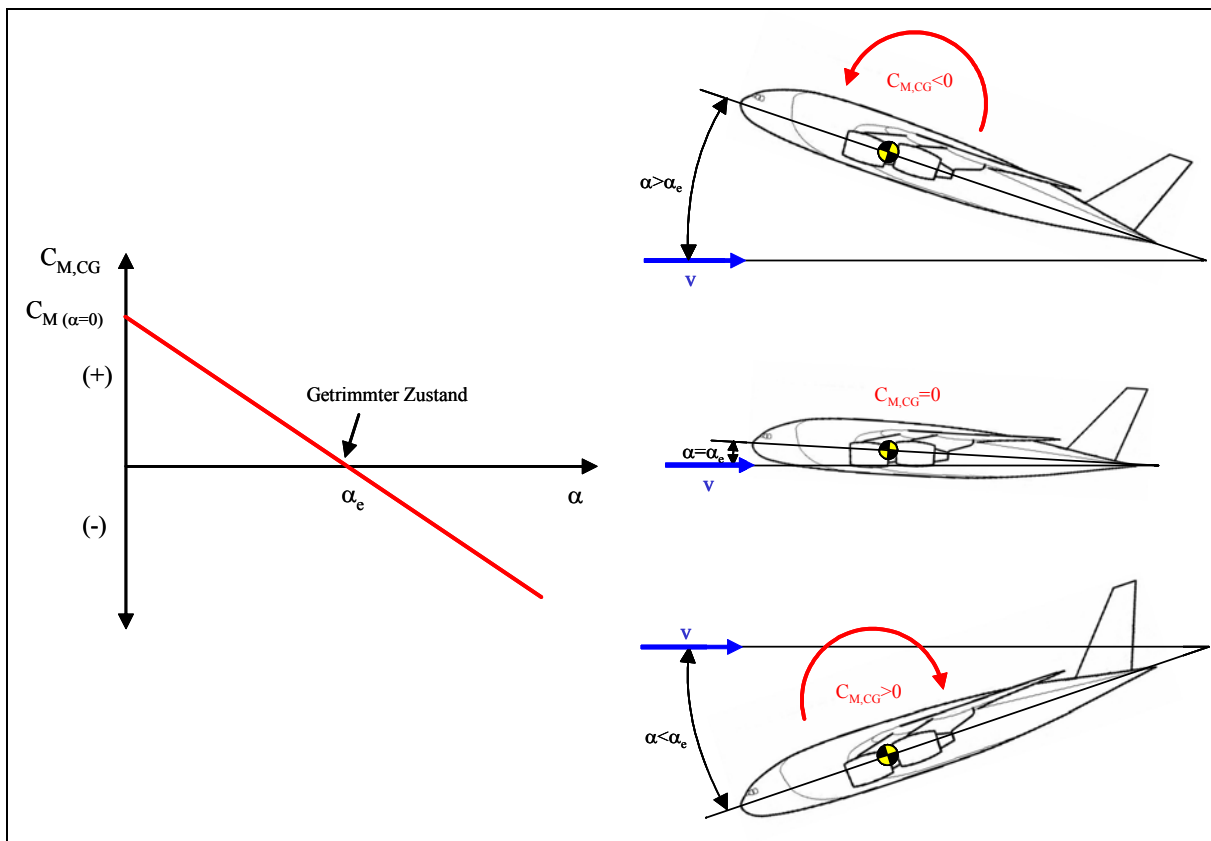 C_M,CG
C_M (α=0)
(+)
Getrimmter Zustand
α_e
α
(-)
C_M,CG<0
α>α_e
v
C_M,CG=0
α=α_e
v
v
C_M,CG>0
α<α_e